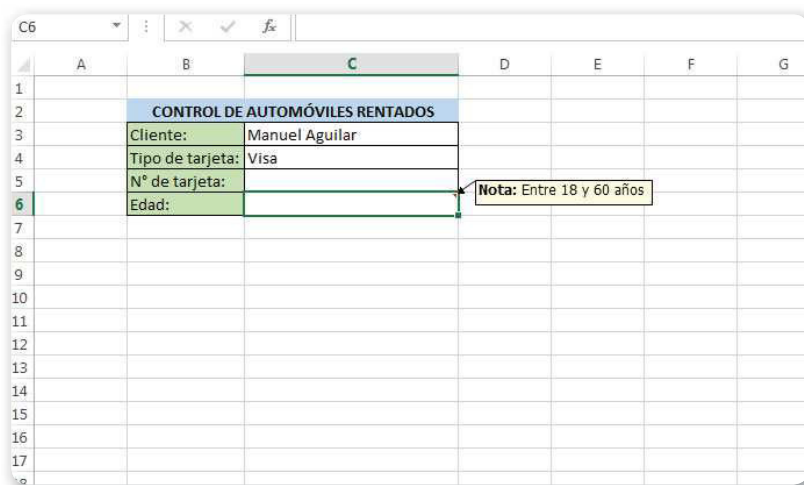 C6 fx
A B C D E F G
1
2 CONTROL DE AUTOMÓVILES RENTADOS
3 Cliente: Manuel Aguilar
4 Tipo de tarjeta: Visa
5 N° de tarjeta:
Nota: Entre 18 y 60 años
6 Edad:
7
8
9
10
11
12
13
14
15
16
17